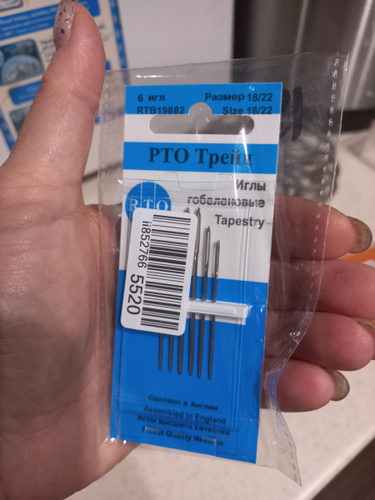 6 игл
Размер 18/22
RTB19882
Size 18/22
РТО Трейд
Иглы
гобеленовые
Tapestry
RTO
ii852766 5520
Сделано в Англии
Assembled in England
Иглы высшего качества
Finest Quality Needles